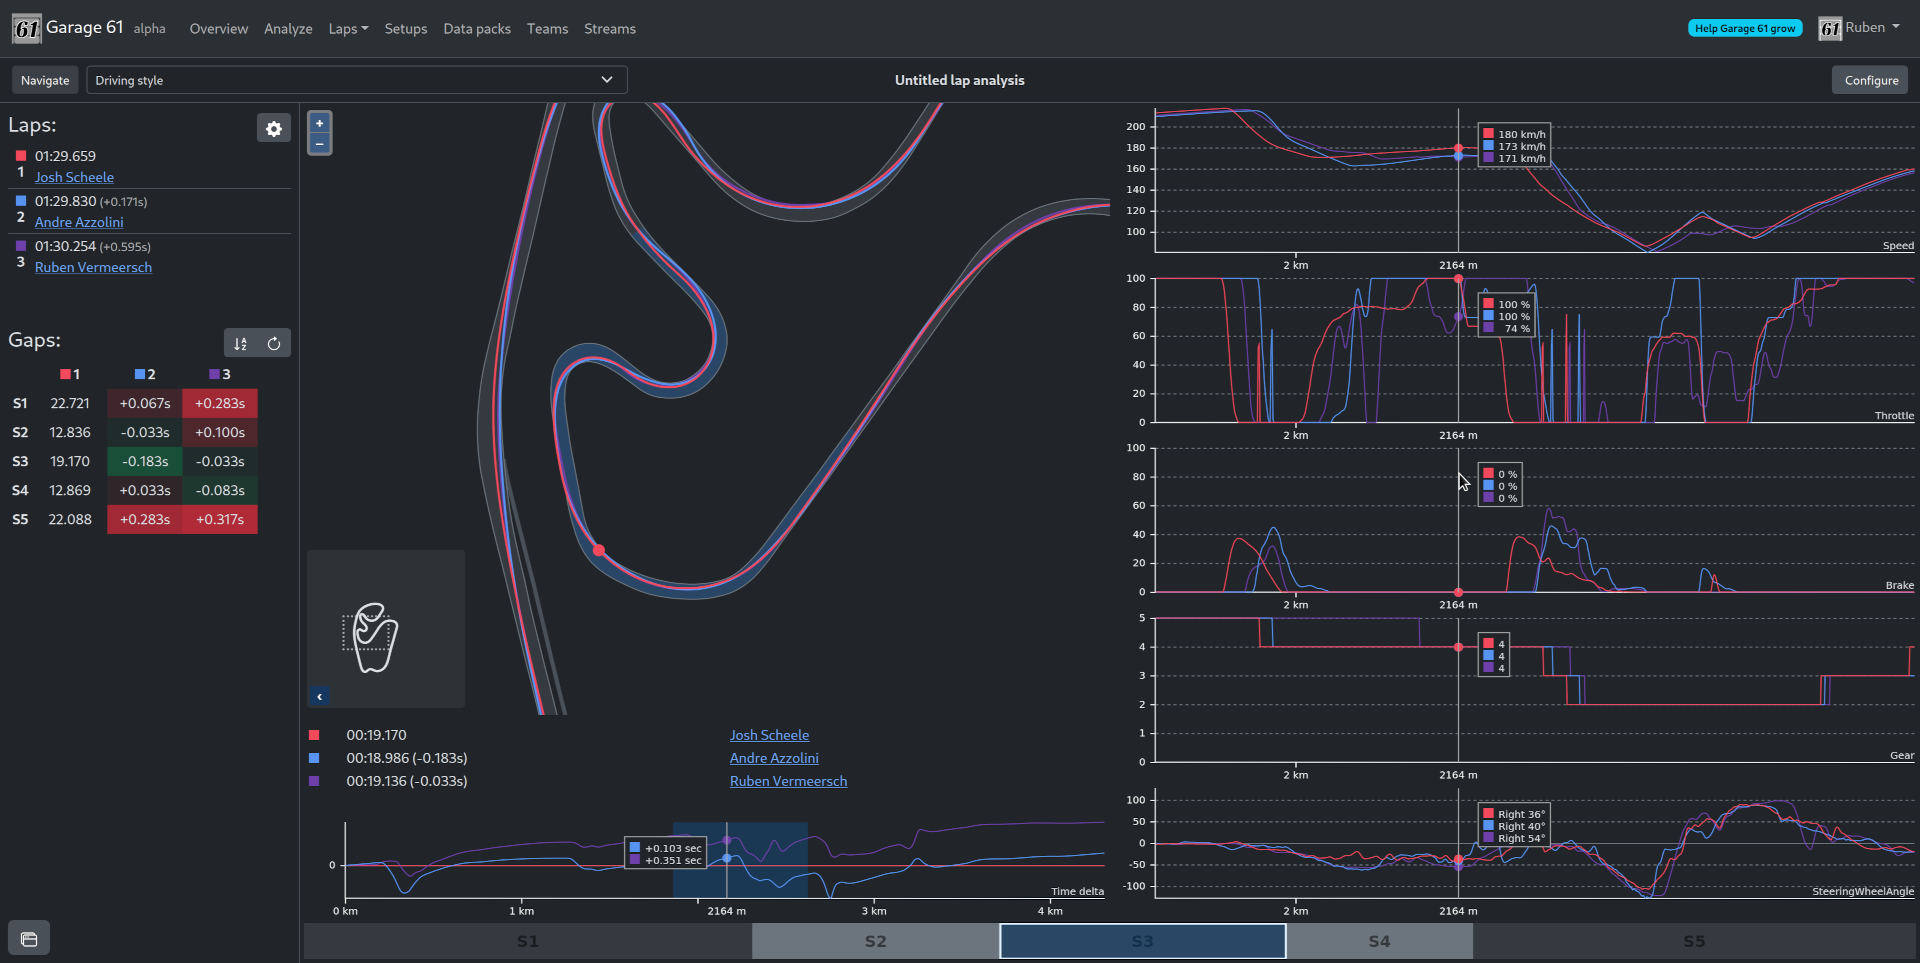 61 Garage 61 alpha Overview Analyze Laps Setups Data packs Teams Streams Help Garage 61 grow 61 Ruben
Navigate Driving style Untitled lap analysis Configure
Laps:
01:29.659
1 Josh Scheele
01:29.830 (+0.171s)
2 Andre Azzolini
01:30.254 (+0.595s)
3 Ruben Vermeersch
Gaps:
1 2 3
S1 22.721 +0.067s +0.283s
S2 12.836 -0.033s +0.100s
S3 19.170 -0.183s -0.033s
S4 12.869 +0.033s -0.083s
S5 22.088 +0.283s +0.317s
+
−
‹
00:19.170 Josh Scheele
00:18.986 (-0.183s) Andre Azzolini
00:19.136 (-0.033s) Ruben Vermeersch
+0.103 sec
+0.351 sec
0
Time delta
0 km 1 km 2164 m 3 km 4 km
200
180
160
140
120
100
180 km/h
173 km/h
171 km/h
Speed
2 km 2164 m
100
80
60
40
20
0
100 %
100 %
74 %
Throttle
2 km 2164 m
100
80
60
40
20
0
0 %
0 %
0 %
Brake
2 km 2164 m
5
4
3
2
1
0
4
4
4
Gear
2 km 2164 m
100
50
0
-50
-100
Right 36°
Right 40°
Right 54°
SteeringWheelAngle
2 km 2164 m
S1 S2 S3 S4 S5